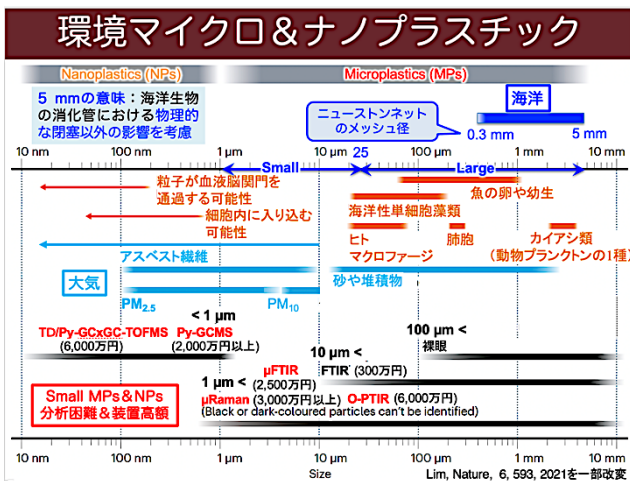 環境マイクロ＆ナノプラスチック
Nanoplastics (NPs)
Microplastics (MPs)
5 mmの意味：海洋生物
の消化管における物理的
な閉塞以外の影響を考慮
ニューストンネット
のメッシュ径
海洋
0.3 mm
5 mm
10 nm
100 nm
1 μm
10 μm
100 μm
1 mm
10 mm
Small
25
Large
粒子が血液脳関門を
通過する可能性
細胞内に入り込む
可能性
魚の卵や幼生
海洋性単細胞藻類
ヒト
マクロファージ
肺胞
カイアシ類
(動物プランクトンの1種)
アスベスト繊維
大気
砂や堆積物
PM2.5
PM10
< 1 μm
TD/Py-GCxGC-TOFMS
(6,000万円)
Py-GCMS
(2,000万円以上)
100 μm <
裸眼
10 μm <
μFTIR
(2,500万円)
FTIR (300万円)
1 μm <
μRaman (3,000万円以上)
O-PTIR (6,000万円)
(Black or dark-coloured particles can't be identified)
Small MPs＆NPs
分析困難＆装置高額
10 nm
100 nm
1 μm
10 μm
100 μm
1 mm
10 mm
Size
Lim, Nature, 6, 593, 2021を一部改変